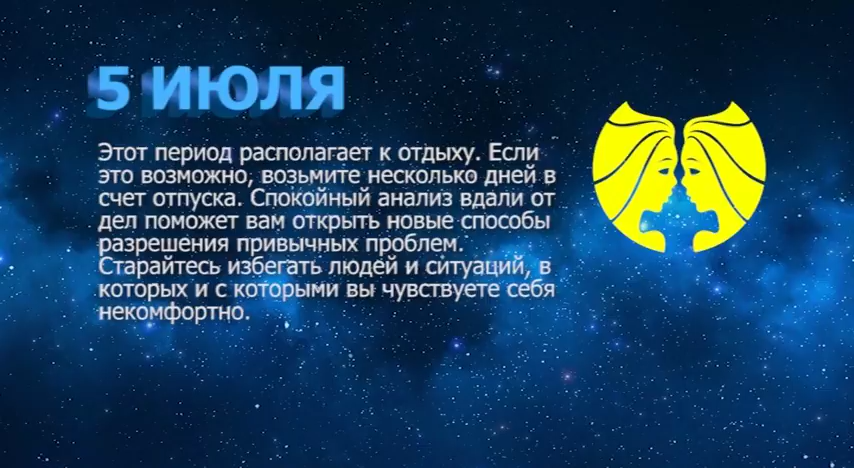 5 ИЮЛЯ
Этот период располагает к отдыху. Если
это возможно, возьмите несколько дней в
счет отпуска. Спокойный анализ вдали от
дел поможет вам открыть новые способы
разрешения привычных проблем.
Старайтесь избегать людей и ситуаций, в
которых и с которыми вы чувствуете себя
некомфортно.